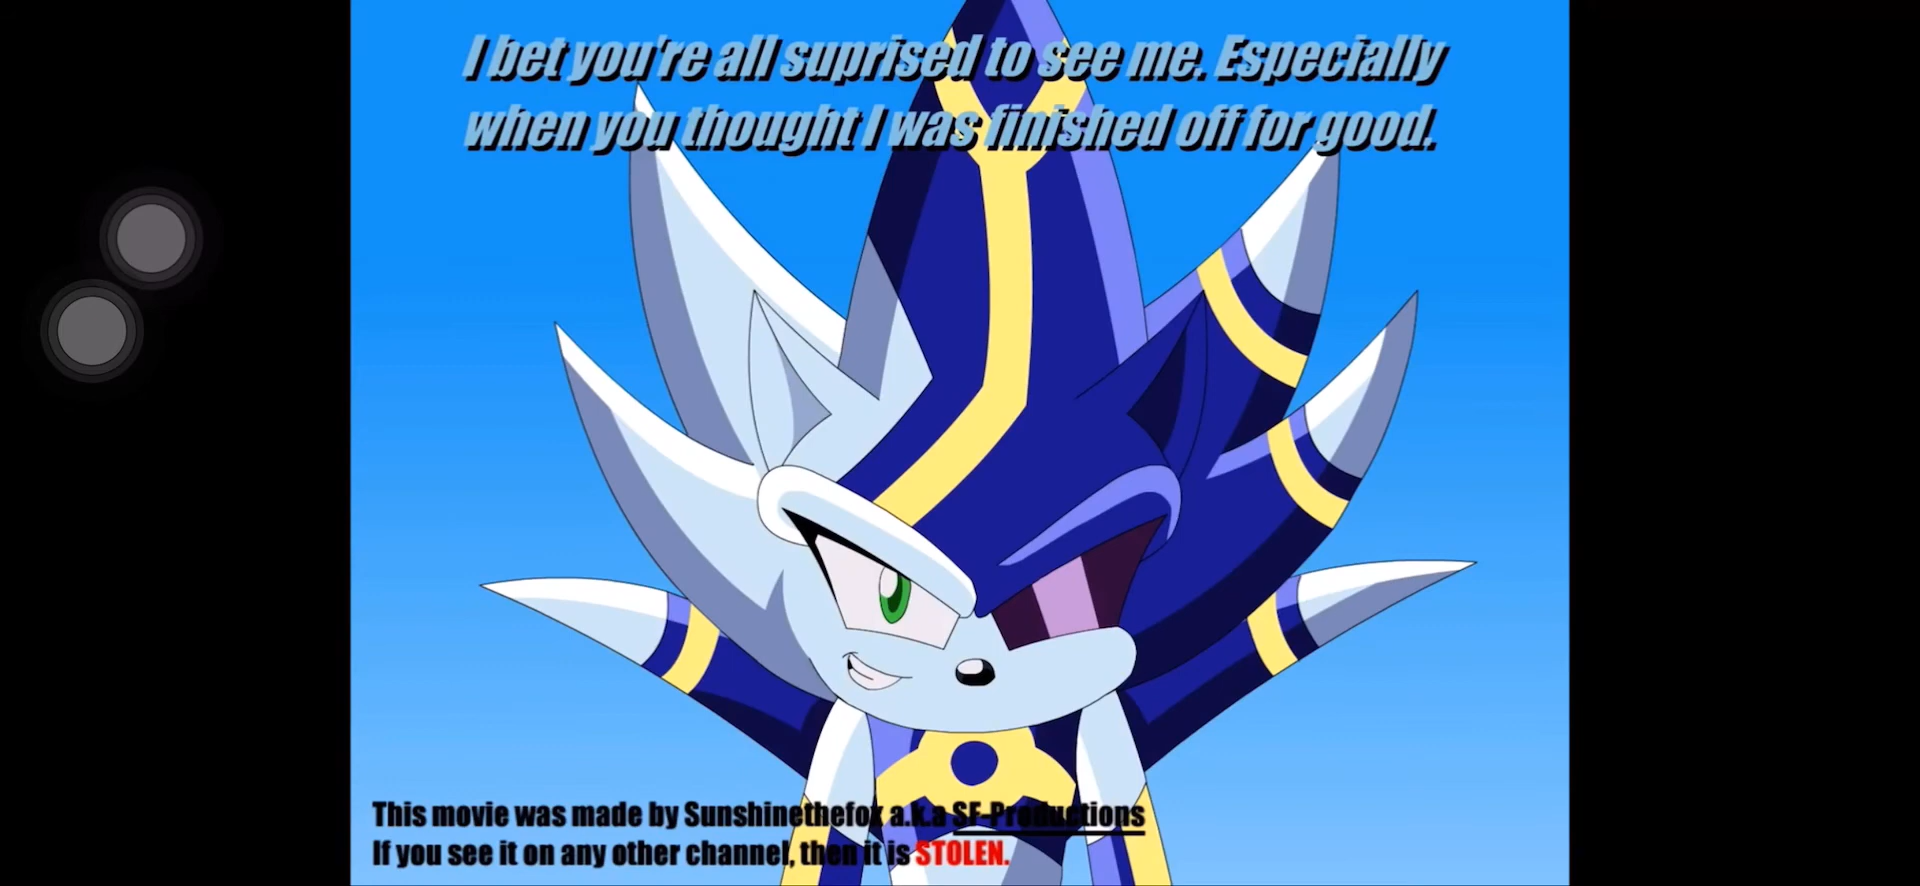 I bet you're all suprised to see me. Especially
when you thought I was finished off for good.
This movie was made by Sunshinethefox a.k.a SF-Productions
If you see it on any other channel, then it is STOLEN.